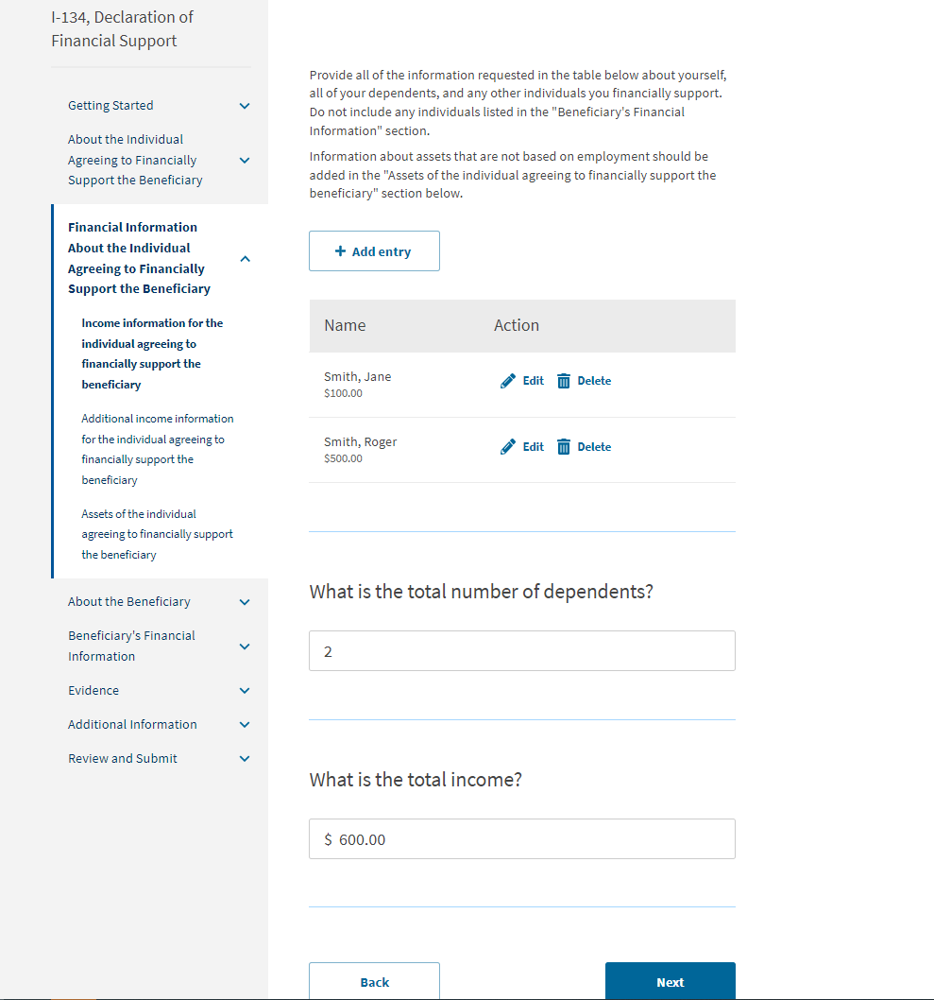 I-134, Declaration of
Financial Support
Getting Started
About the Individual
Agreeing to Financially
Support the Beneficiary
Financial Information
About the Individual
Agreeing to Financially
Support the Beneficiary
Income information for the
individual agreeing to
financially support the
beneficiary
Additional income information
for the individual agreeing to
financially support the
beneficiary
Assets of the individual
agreeing to financially support
the beneficiary
About the Beneficiary
Beneficiary's Financial
Information
Evidence
Additional Information
Review and Submit
Provide all of the information requested in the table below about yourself,
all of your dependents, and any other individuals you financially support.
Do not include any individuals listed in the "Beneficiary's Financial
Information" section.
Information about assets that are not based on employment should be
added in the "Assets of the individual agreeing to financially support the
beneficiary" section below.
+ Add entry
Name Action
Smith, Jane
$100.00
Edit Delete
Smith, Roger
$500.00
Edit Delete
What is the total number of dependents?
2
What is the total income?
$ 600.00
Back Next